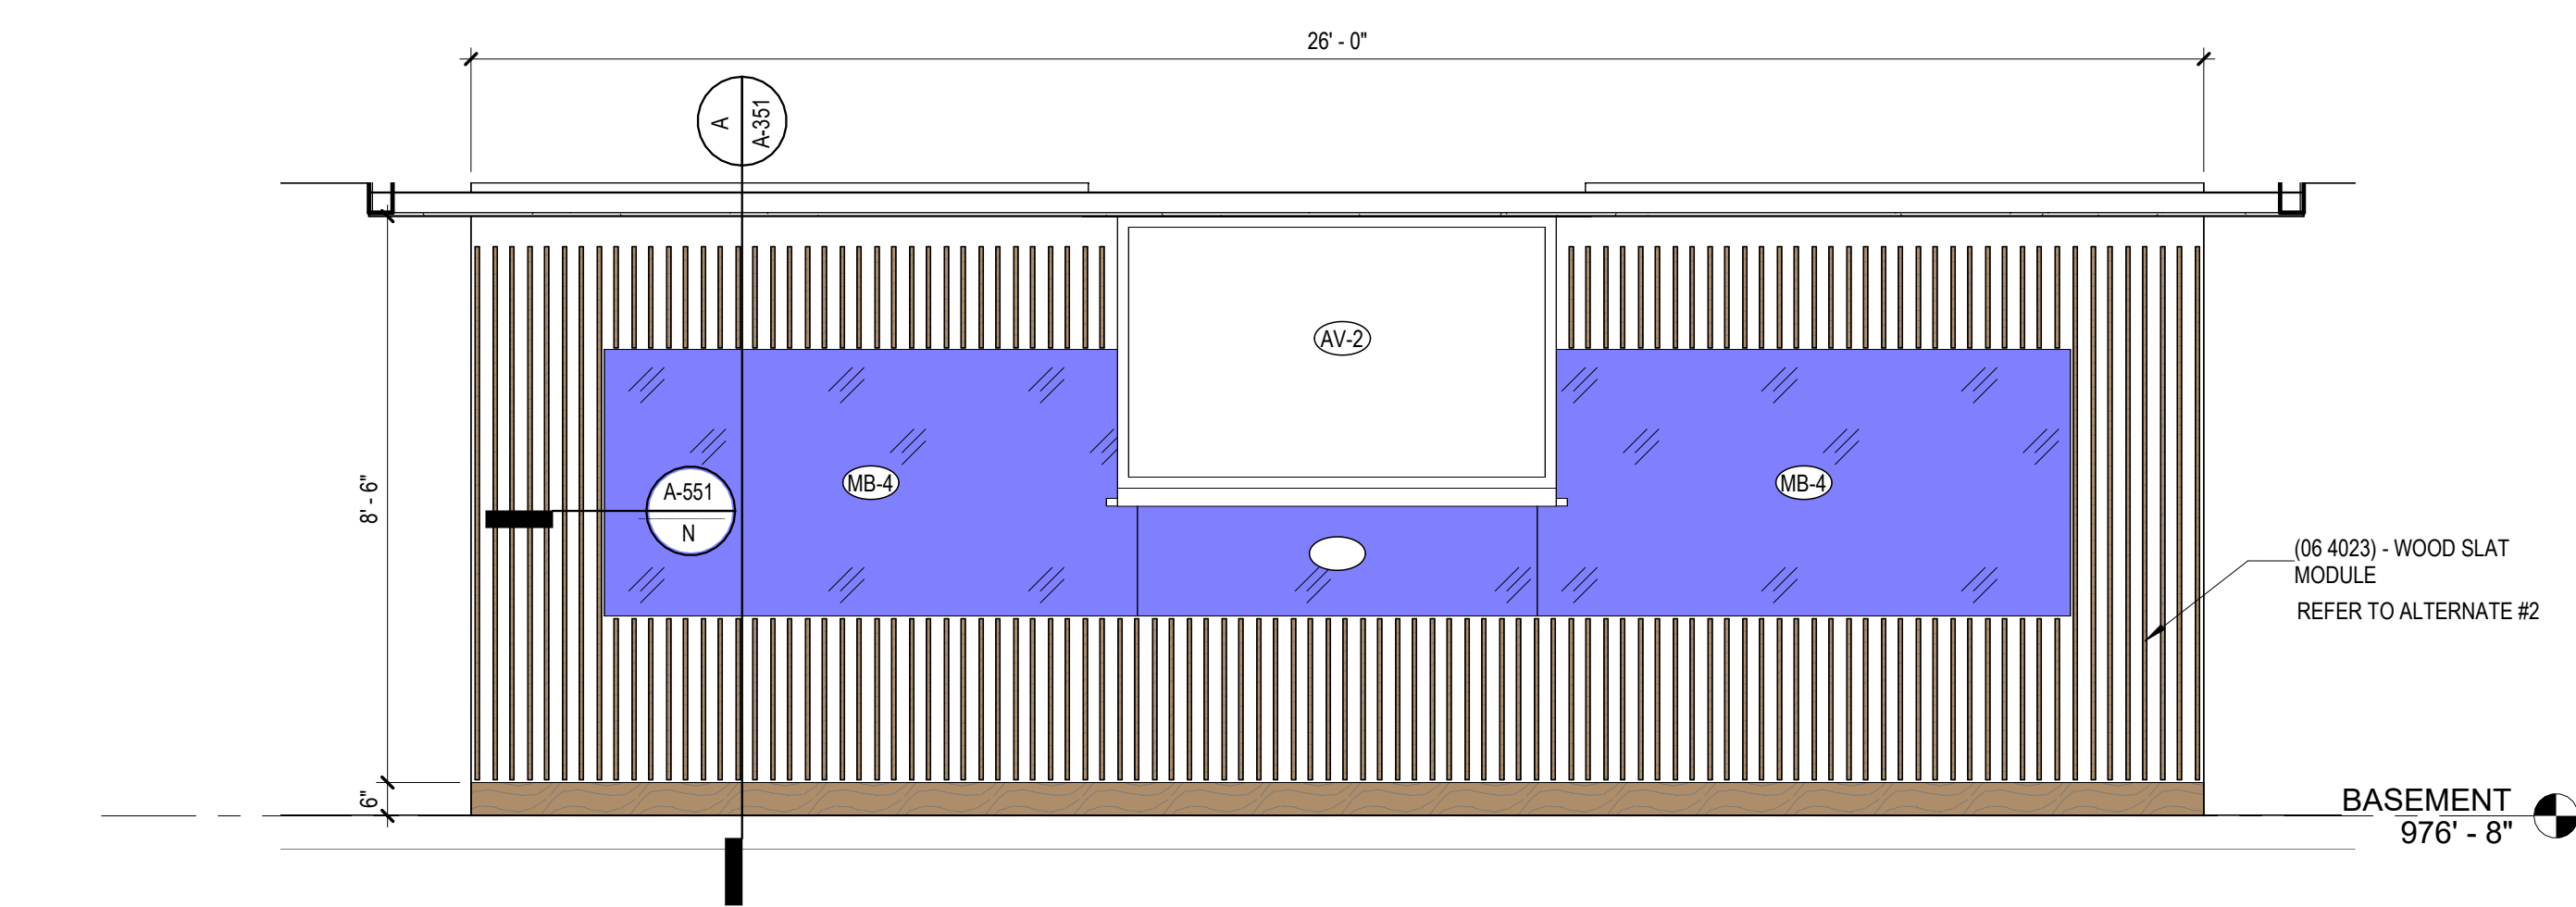 26' - 0"
A
A-351
AV-2
MB-4
MB-4
A-551
N
8' - 6"
(06 4023) - WOOD SLAT
MODULE
REFER TO ALTERNATE #2
6"
BASEMENT
976' - 8"